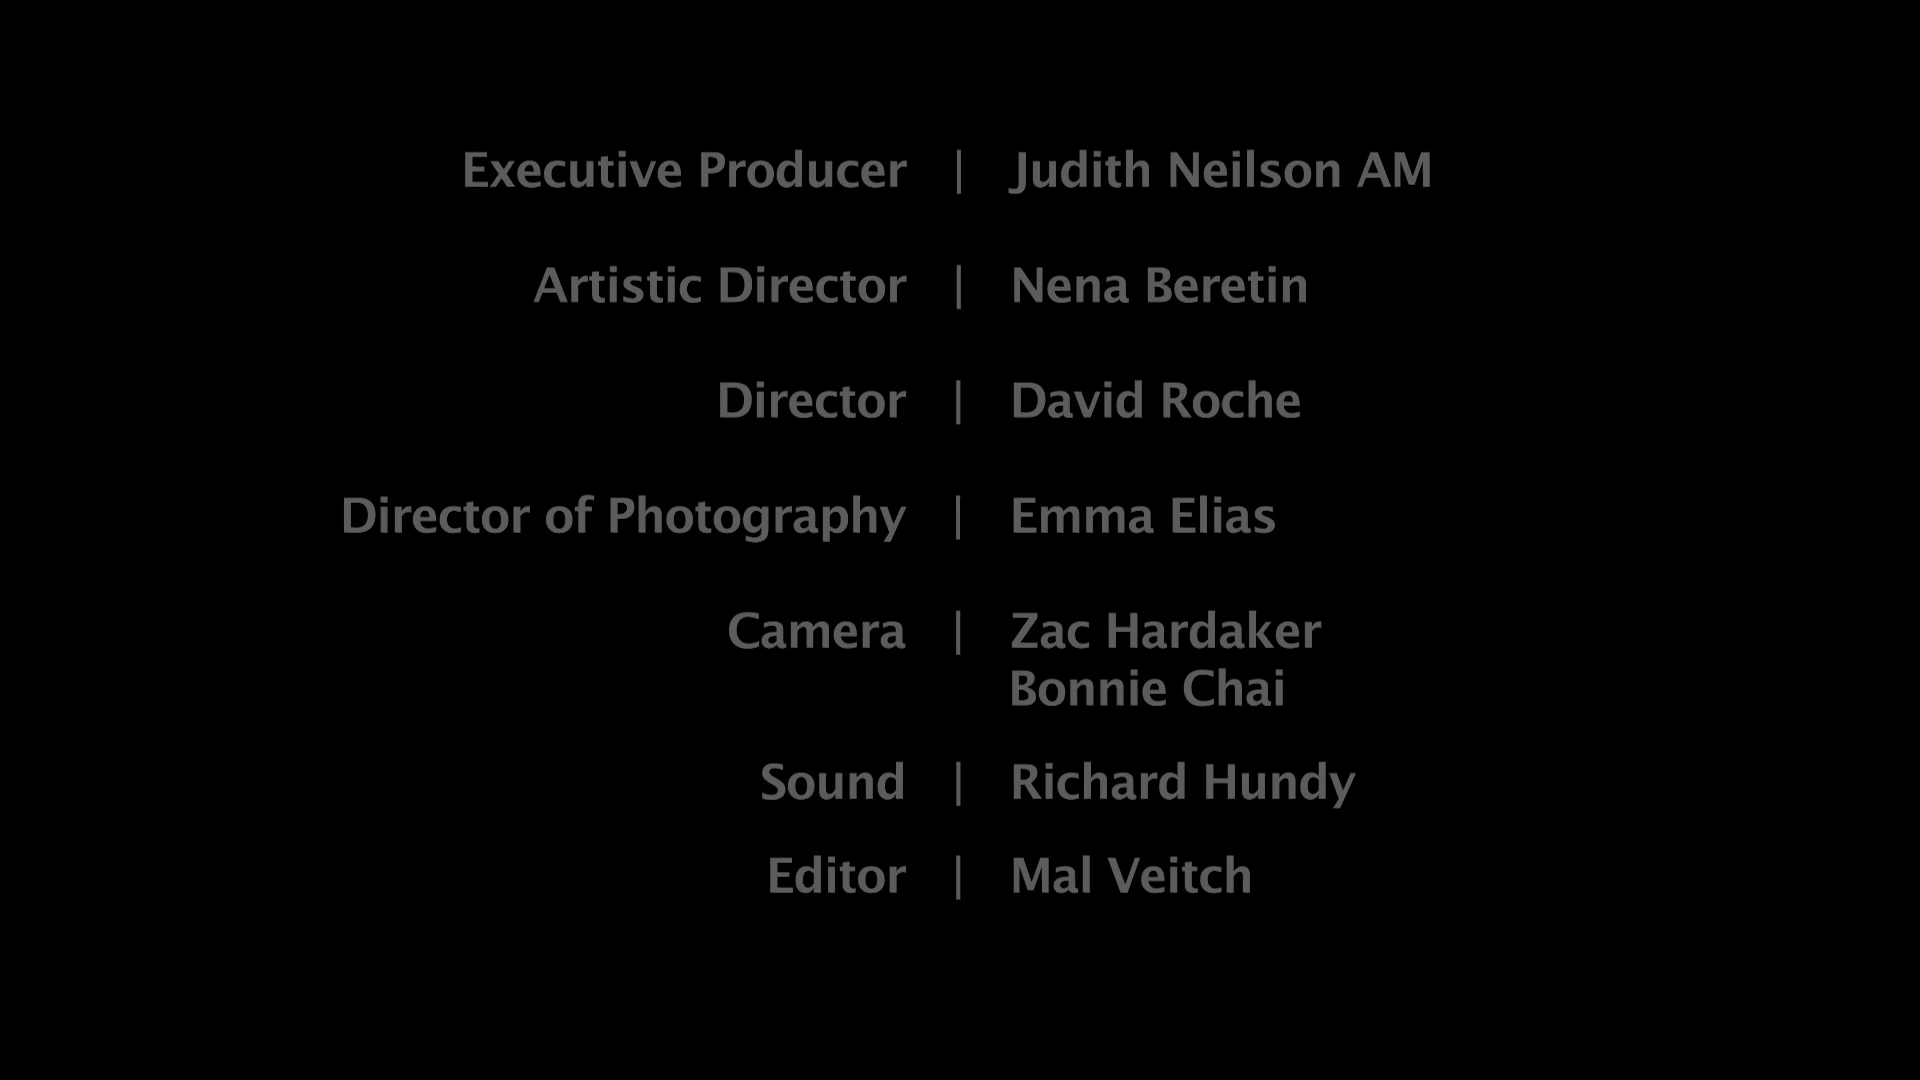 Executive Producer | Judith Neilson AM
Artistic Director | Nena Beretin
Director | David Roche
Director of Photography | Emma Elias
Camera | Zac Hardaker
Bonnie Chai
Sound | Richard Hundy
Editor | Mal Veitch